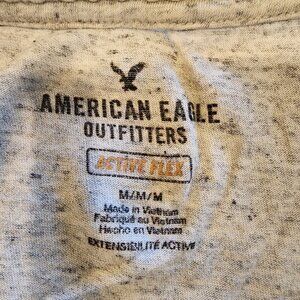 AMERICAN EAGLE
OUTFITTERS
ACTIVE FLEX
M/M/M
Made in Vietnam
Fabriqué au Vietnam
Hecho en Vietnam
EXTENSIBILITÉ ACTIVE